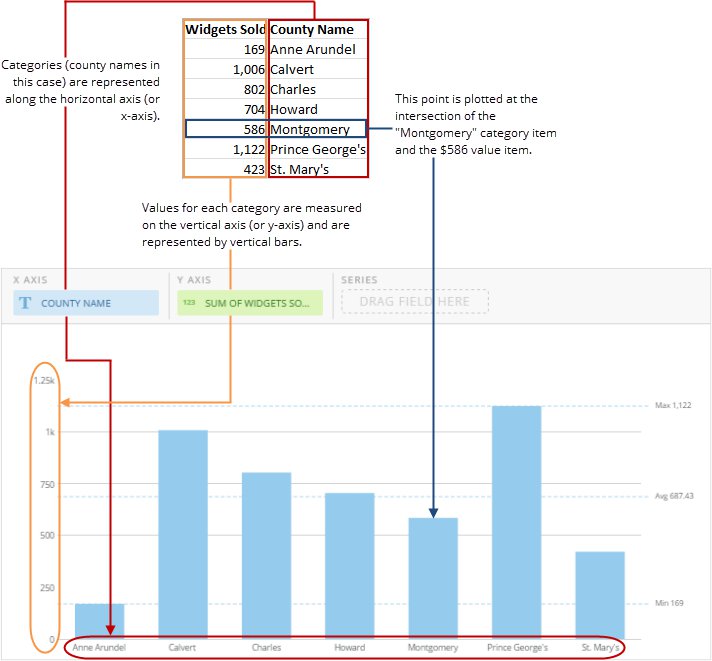 Widgets Sold County Name
169 Anne Arundel
1,006 Calvert
802 Charles
704 Howard
586 Montgomery
1,122 Prince George's
423 St. Mary's
Categories (county names in
this case) are represented
along the horizontal axis (or
x-axis).
This point is plotted at the
intersection of the
"Montgomery" category item
and the $586 value item.
Values for each category are measured
on the vertical axis (or y-axis) and are
represented by vertical bars.
X AXIS
T COUNTY NAME
Y AXIS
123 SUM OF WIDGETS SO...
SERIES
DRAG FIELD HERE
1.25k
1k
750
500
250
0
Max 1,122
Avg 687.43
Min 169
Anne Arundel Calvert Charles Howard Montgomery Prince George's St. Mary's